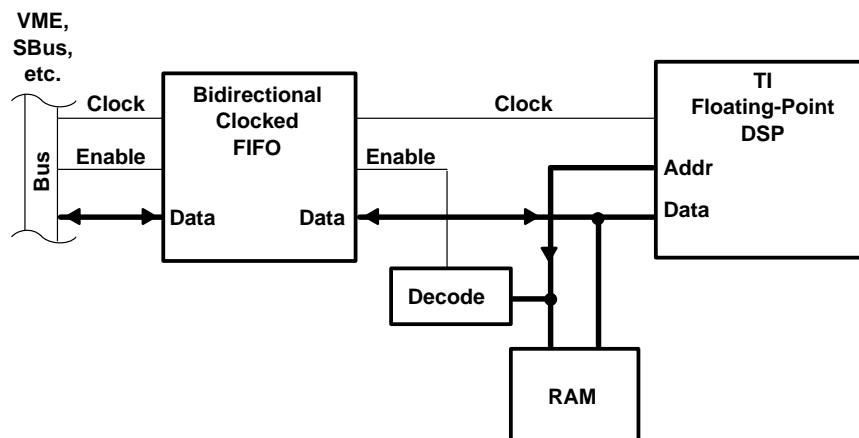 VME,
SBus,
etc.
Bus
Clock
Enable
Data
Bidirectional
Clocked
FIFO
Data
Clock
Enable
TI
Floating-Point
DSP
Addr
Data
Decode
RAM